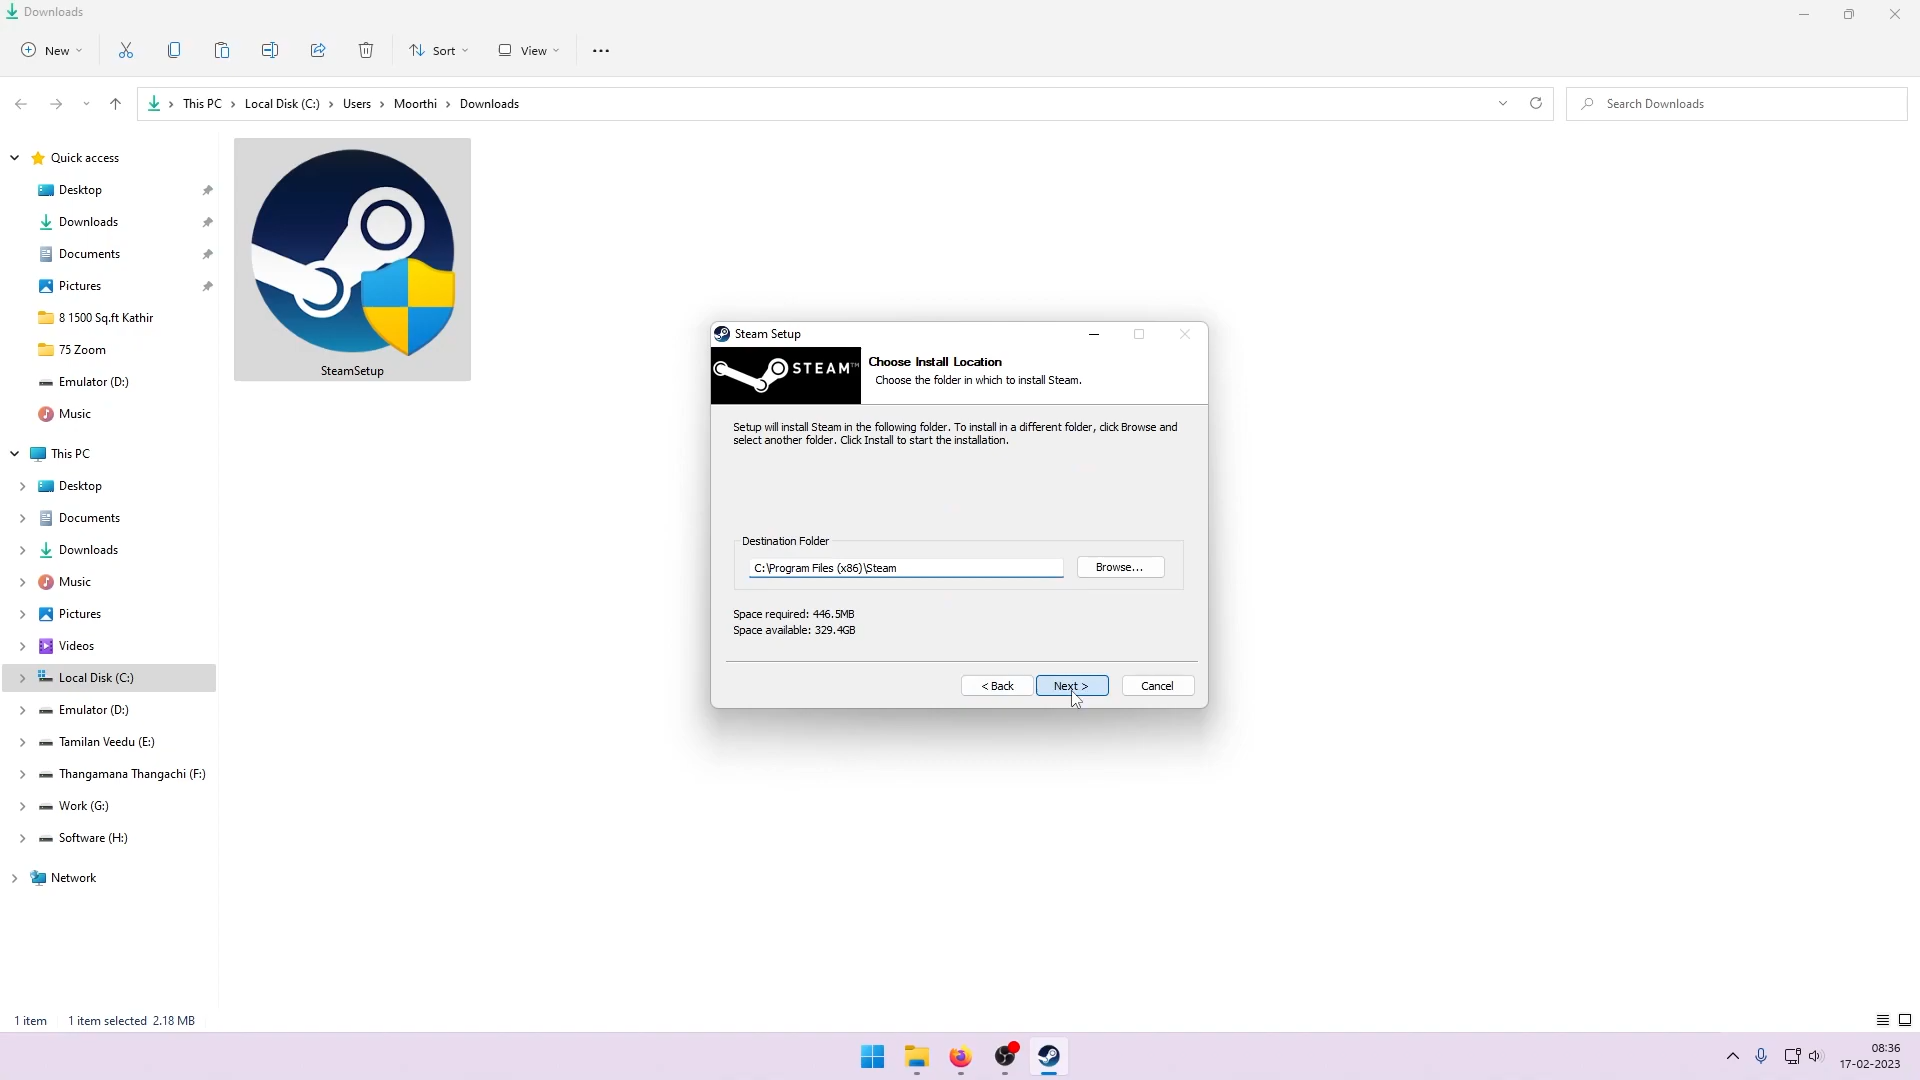 Downloads
New
Sort
View
This PC
Local Disk (C:)
Users
Moorthi
Downloads
Search Downloads
Quick access
Desktop
Downloads
Documents
Pictures
8 1500 Sq.ft Kathir
75 Zoom
Emulator (D:)
Music
This PC
Desktop
Documents
Downloads
Music
Pictures
Videos
Local Disk (C:)
Emulator (D:)
Tamilan Veedu (E:)
Thangamana Thangachi (F:)
Work (G:)
Software (H:)
Network
SteamSetup
Steam Setup
STEAM™
Choose Install Location
Choose the folder in which to install Steam.
Setup will install Steam in the following folder. To install in a different folder, click Browse and
select another folder. Click Install to start the installation.
Destination Folder
C:\Program Files (x86)\Steam
Browse...
Space required: 446.5MB
Space available: 329.4GB
< Back
Next >
Cancel
1 item
1 item selected 2.18 MB
08:36
17-02-2023